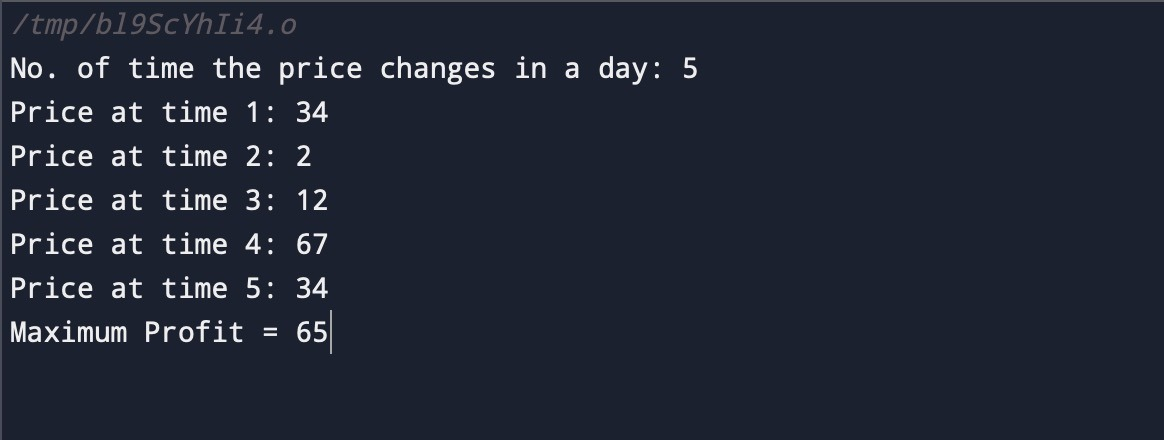 /tmp/bl9ScYhIi4.o
No. of time the price changes in a day: 5
Price at time 1: 34
Price at time 2: 2
Price at time 3: 12
Price at time 4: 67
Price at time 5: 34
Maximum Profit = 65